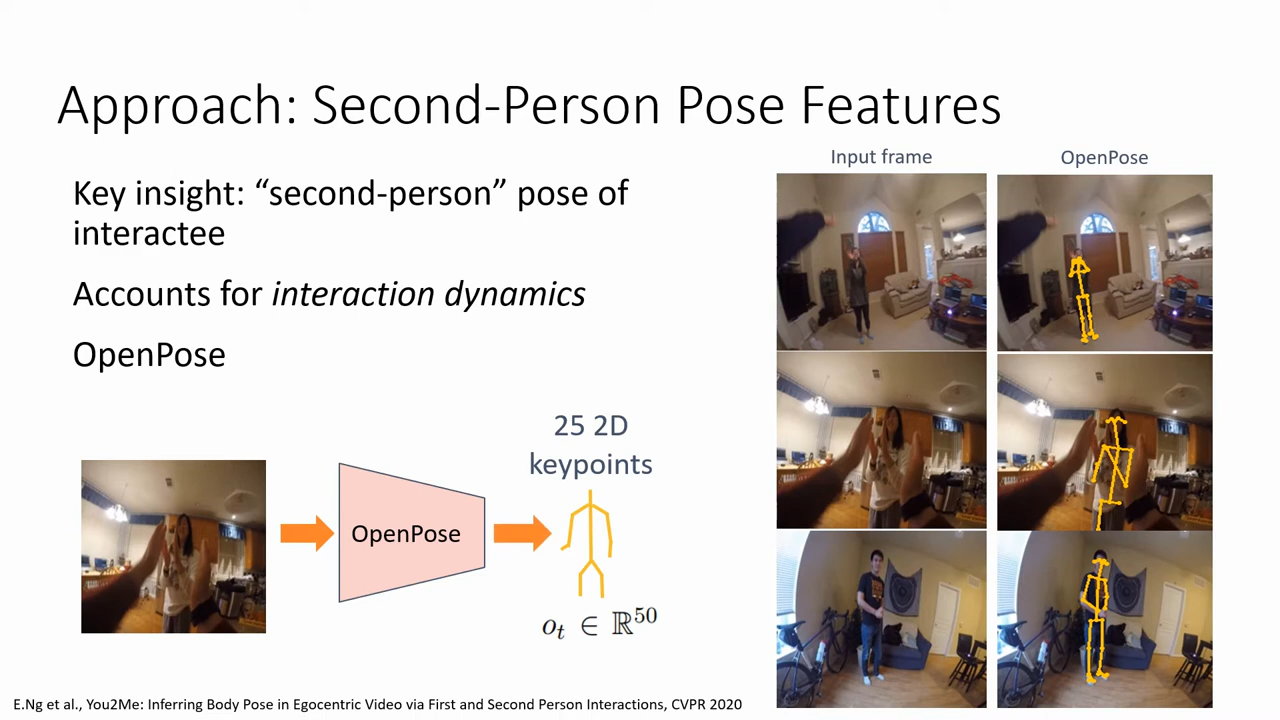 Approach: Second-Person Pose Features
Key insight: “second-person” pose of
interactee
Accounts for interaction dynamics
OpenPose
Input frame
OpenPose
25 2D
keypoints
OpenPose
oₜ ∈ ℝ⁵⁰
E.Ng et al., You2Me: Inferring Body Pose in Egocentric Video via First and Second Person Interactions, CVPR 2020